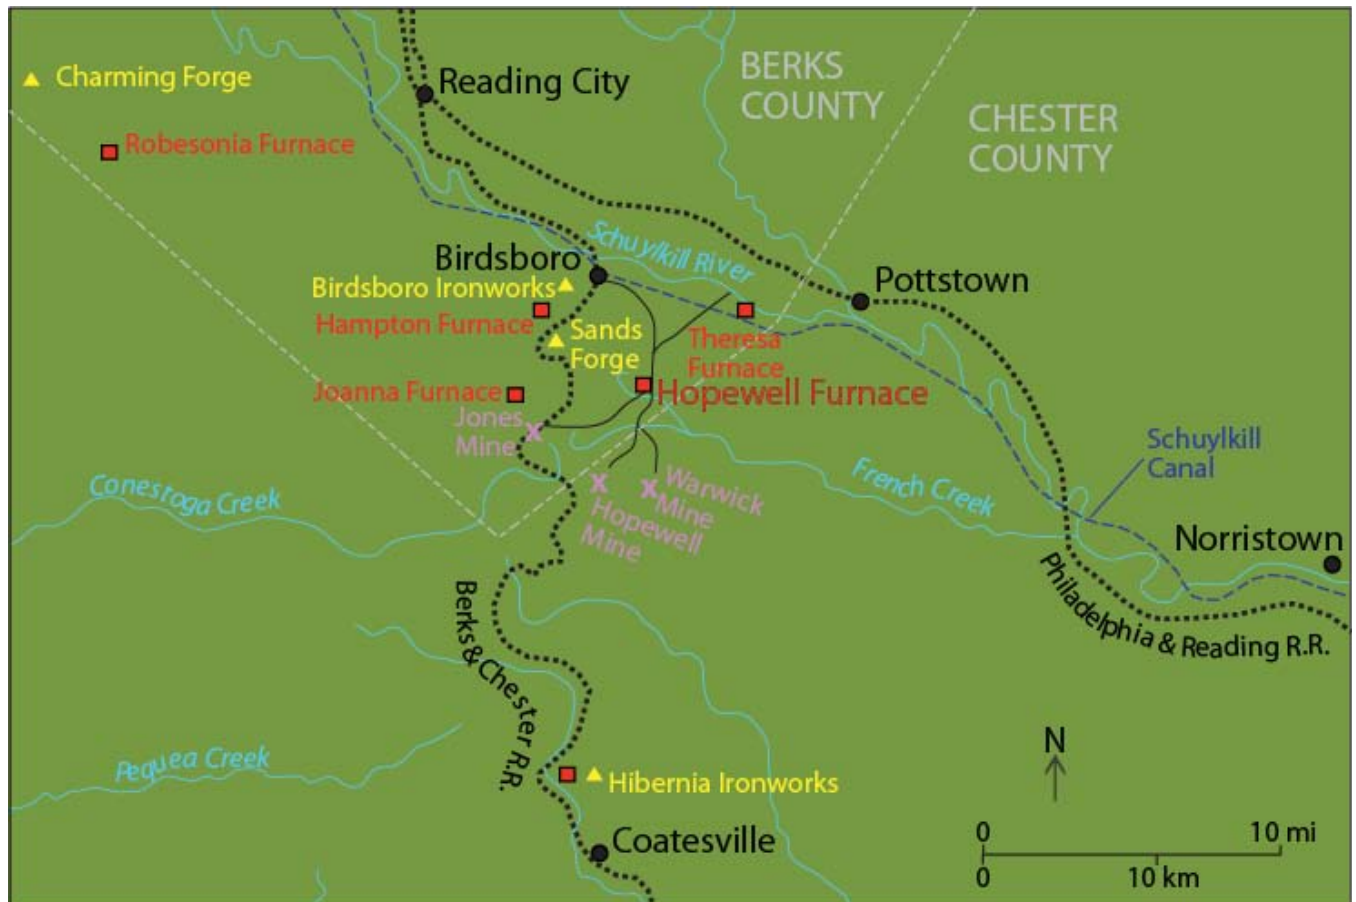 Charming Forge
Reading City
BERKS
COUNTY
CHESTER
COUNTY
Robesonia Furnace
Schuylkill River
Birdsboro
Birdsboro Ironworks
Pottstown
Hampton Furnace
Sands
Forge
Theresa
Furnace
Joanna Furnace
Hopewell Furnace
Jones
Mine
Schuylkill
Canal
Conestoga Creek
French Creek
Warwick
Mine
Hopewell
Mine
Norristown
Philadelphia & Reading R.R.
Berks & Chester R.R.
Pequea Creek
N
Hibernia Ironworks
Coatesville
0 10 mi
0 10 km